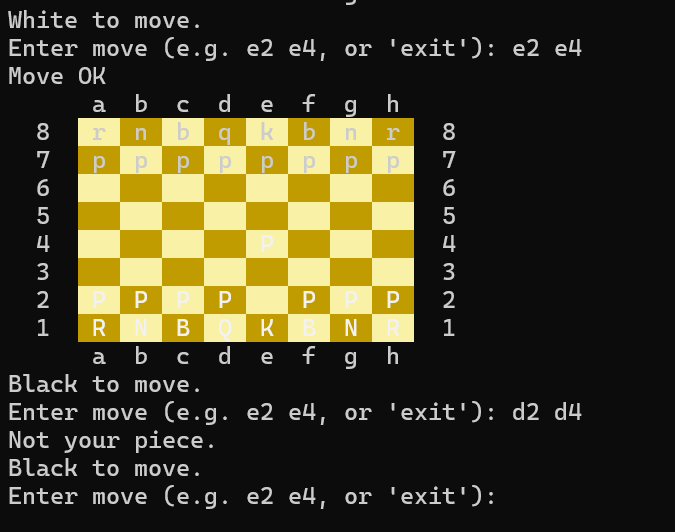 White to move.
Enter move (e.g. e2 e4, or 'exit'): e2 e4
Move OK
a b c d e f g h
8 r n b q k b n r 8
7 p p p p p p p p 7
6 6
5 5
4 P 4
3 3
2 P P P P P P P 2
1 R N B Q K B N R 1
a b c d e f g h
Black to move.
Enter move (e.g. e2 e4, or 'exit'): d2 d4
Not your piece.
Black to move.
Enter move (e.g. e2 e4, or 'exit'):